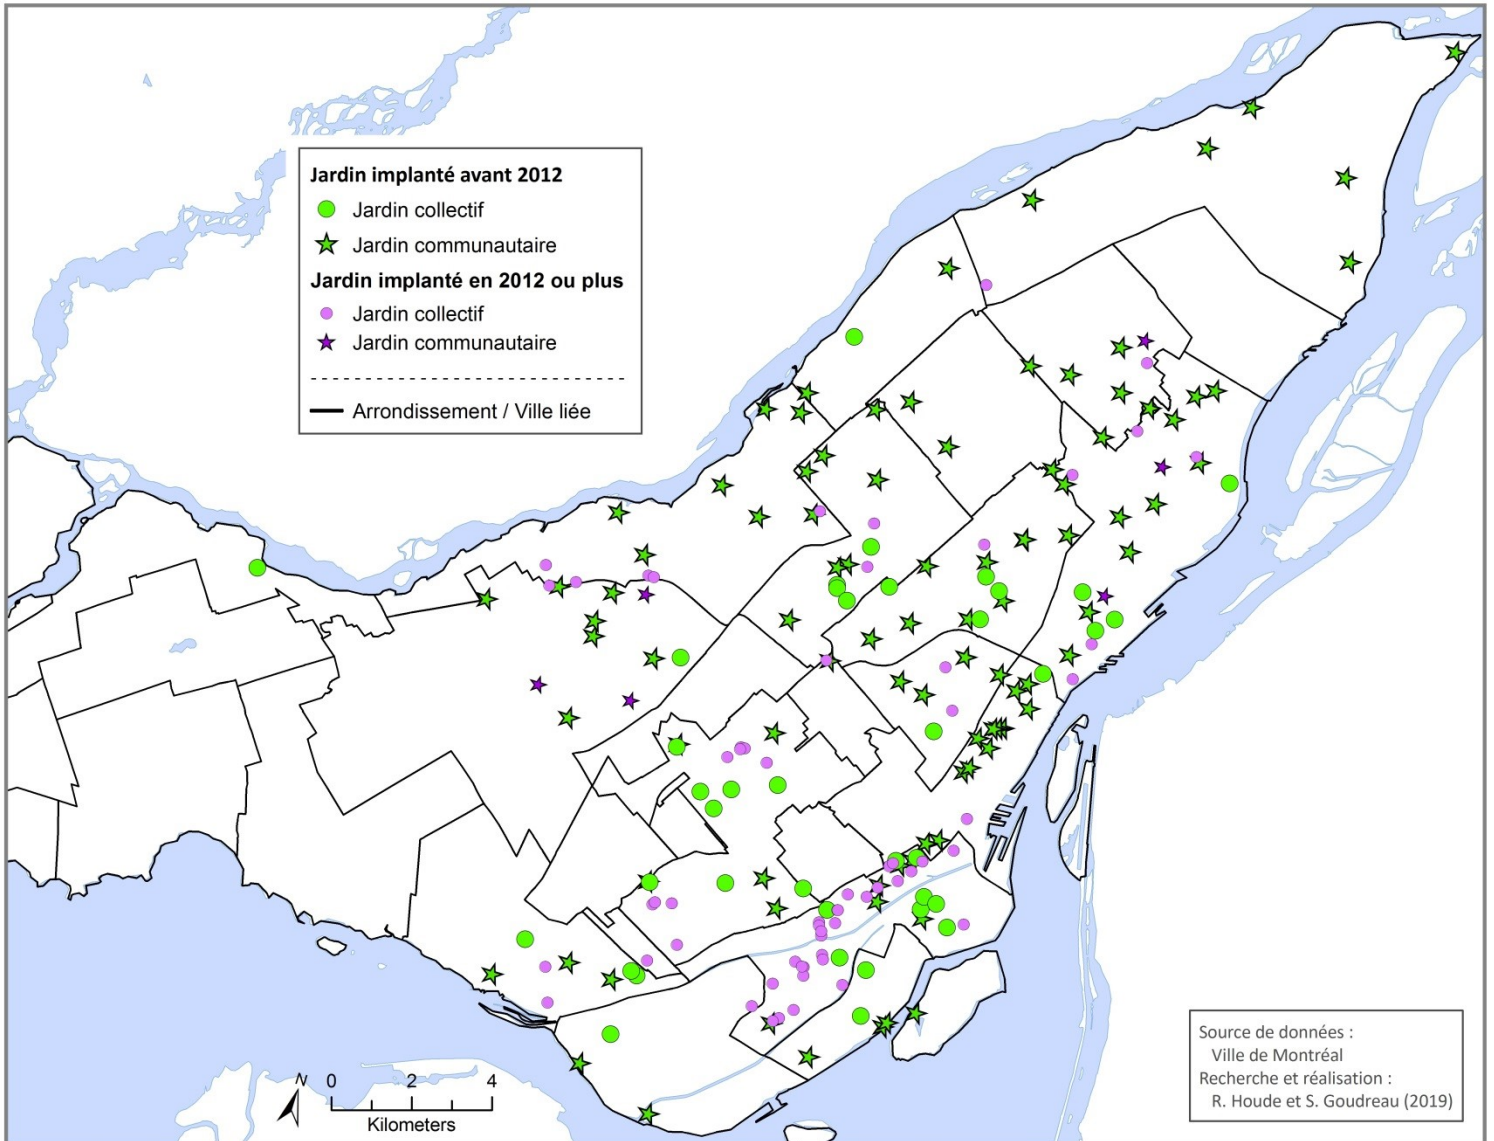 Jardin implanté avant 2012
Jardin collectif
Jardin communautaire
Jardin implanté en 2012 ou plus
Jardin collectif
Jardin communautaire
Arrondissement / Ville liée
N
0 2 4
Kilometers
Source de données :
Ville de Montréal
Recherche et réalisation :
R. Houde et S. Goudreau (2019)